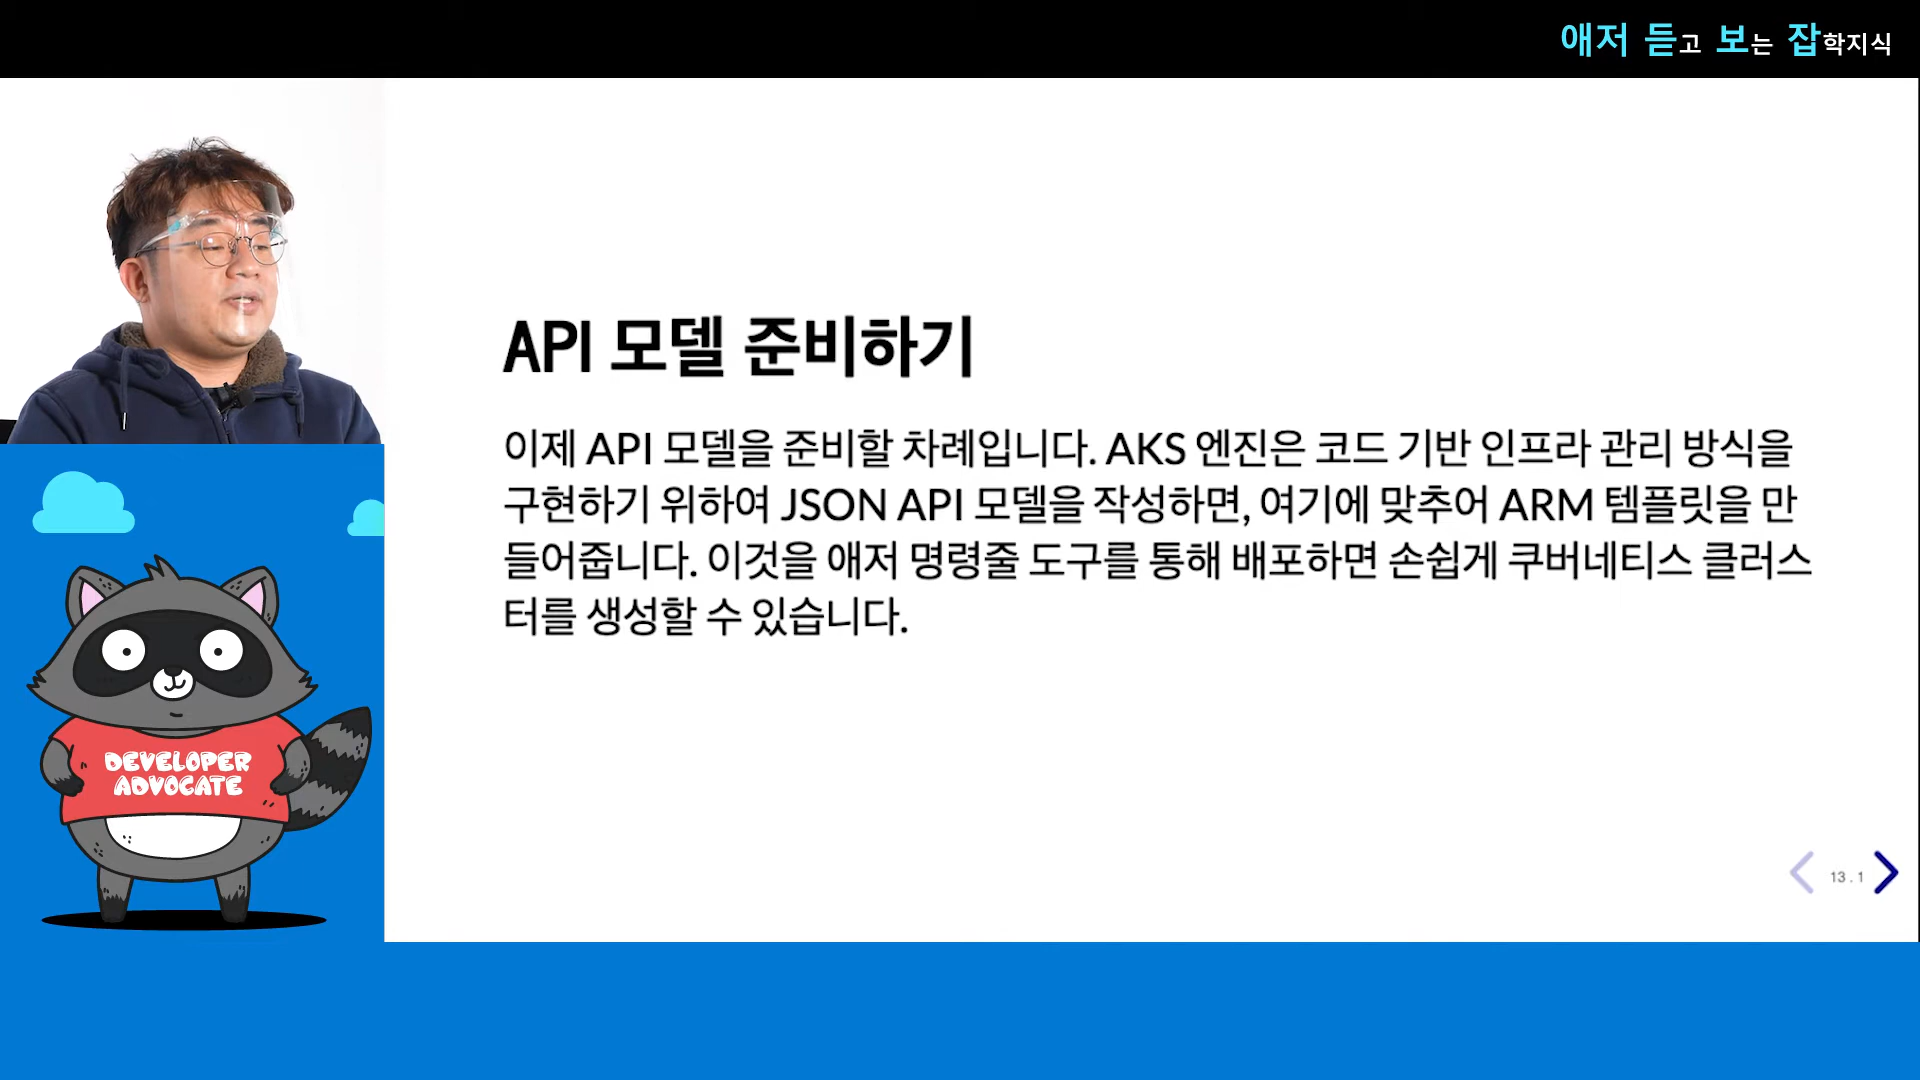 애저 듣고 보는 잡학지식
API 모델 준비하기
이제 API 모델을 준비할 차례입니다. AKS 엔진은 코드 기반 인프라 관리 방식을
구현하기 위하여 JSON API 모델을 작성하면, 여기에 맞추어 ARM 템플릿을 만
들어줍니다. 이것을 애저 명령줄 도구를 통해 배포하면 손쉽게 쿠버네티스 클러스
터를 생성할 수 있습니다.
DEVELOPER
ADVOCATE
13 . 1